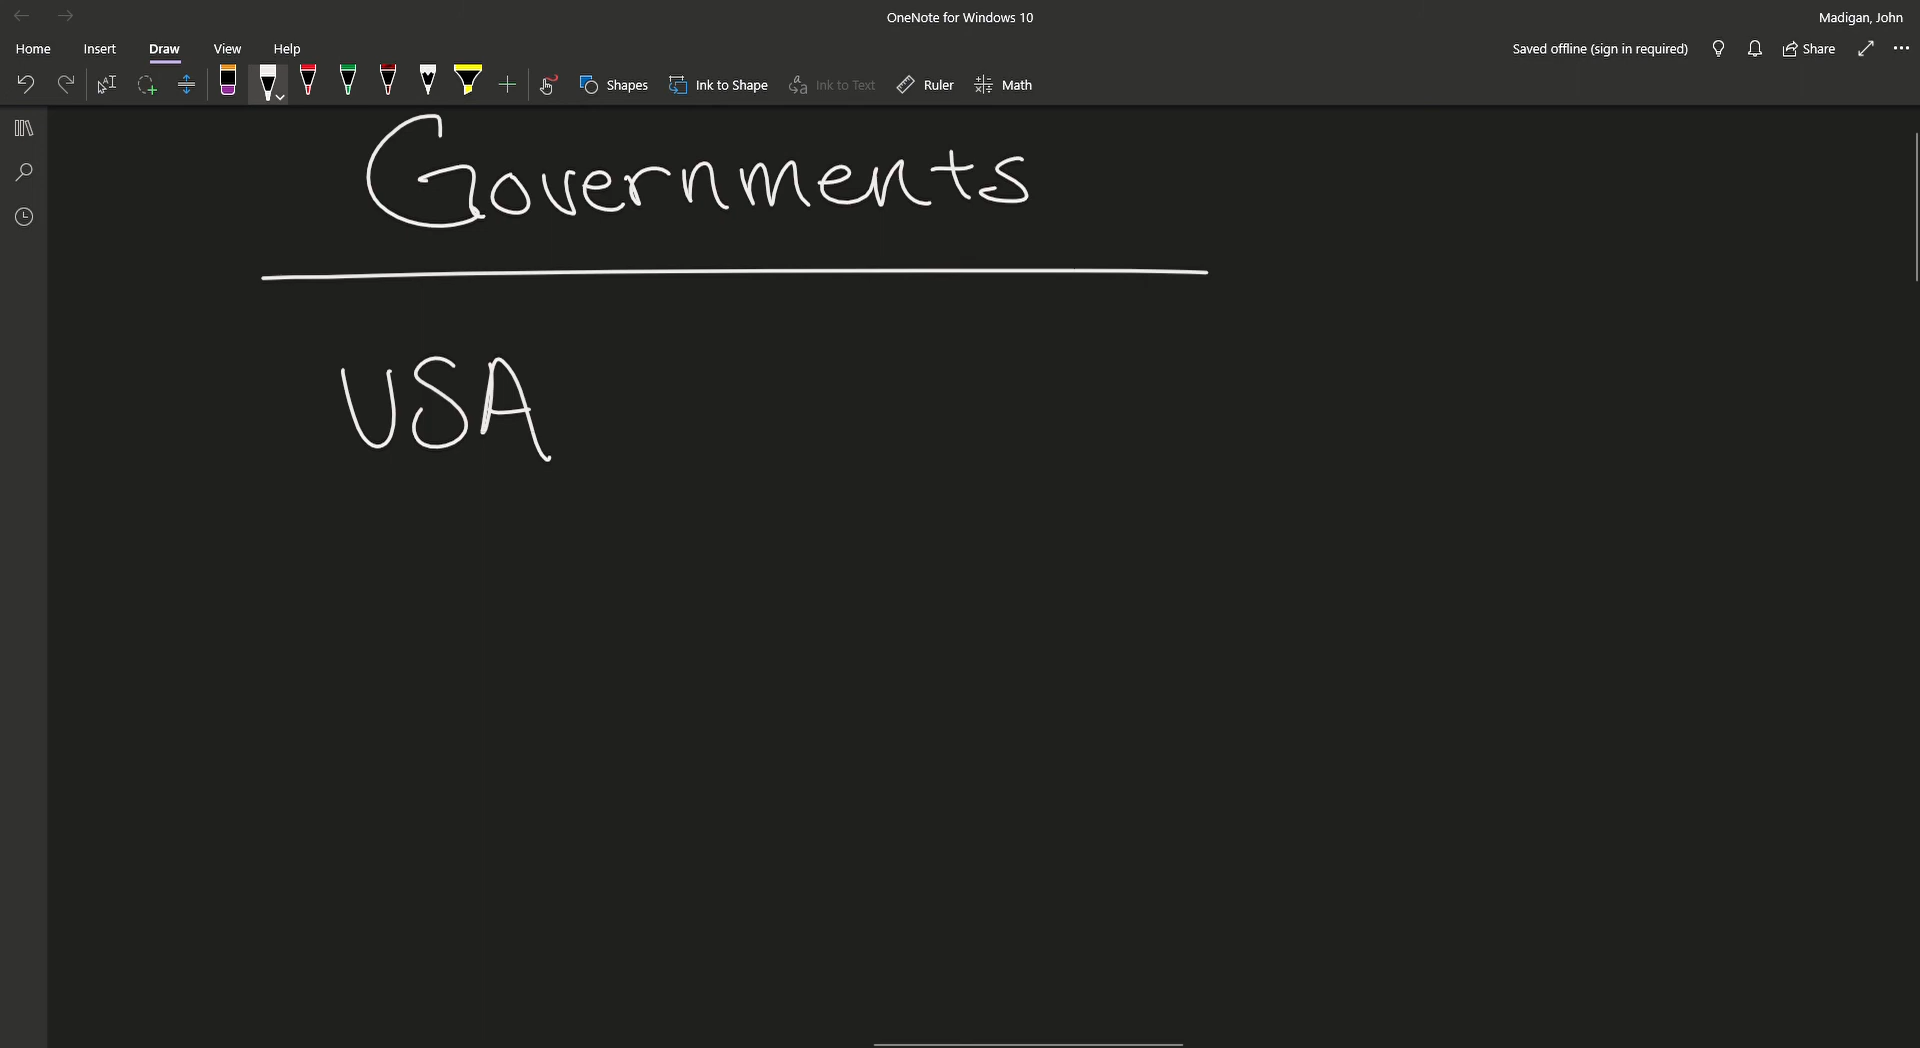 OneNote for Windows 10
Madigan, John
Home Insert Draw View Help
Saved offline (sign in required) Share
Shapes Ink to Shape Ink to Text Ruler Math
Governments
USA